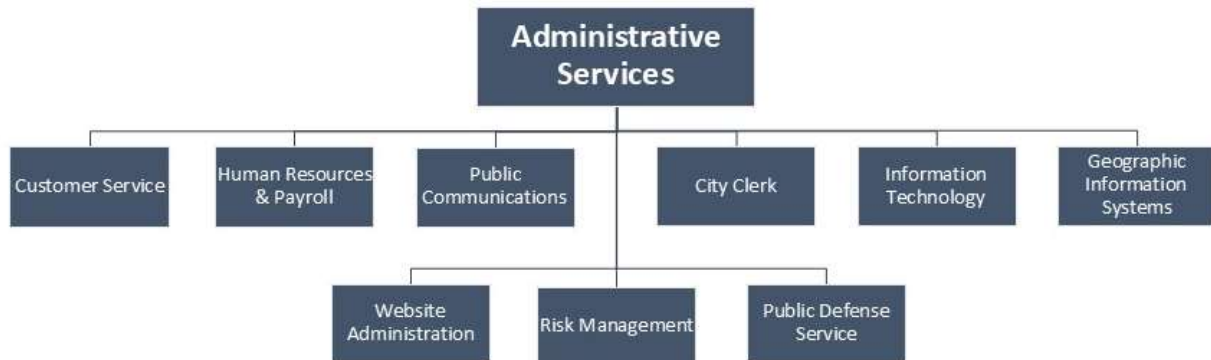 Administrative
Services
Customer Service
Human Resources
& Payroll
Public
Communications
City Clerk
Information
Technology
Geographic
Information
Systems
Website
Administration
Risk Management
Public Defense
Service